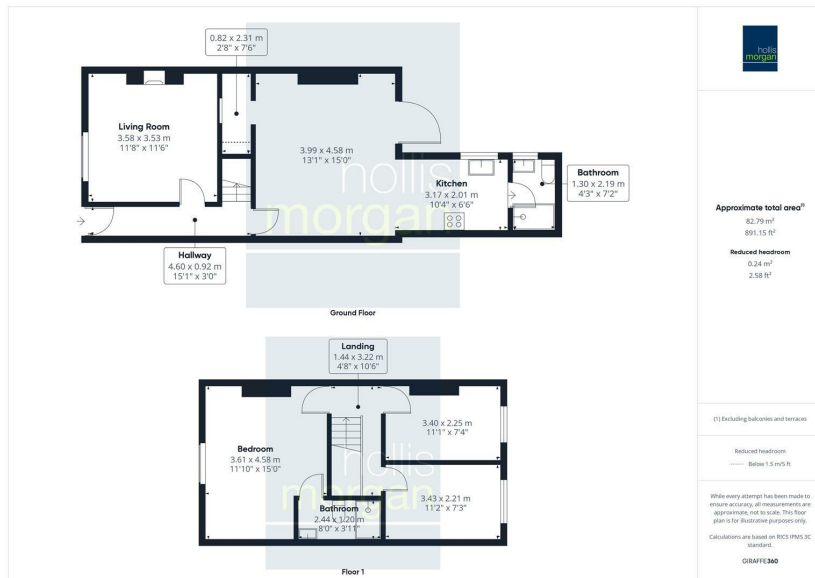 0.82 x 2.31 m
2'8" x 7'6"
Living Room
3.58 x 3.53 m
11'8" x 11'6"
3.99 x 4.58 m
13'1" x 15'0"
Kitchen
3.17 x 2.01 m
10'4" x 6'6"
Bathroom
1.30 x 2.19 m
4'3" x 7'2"
Hallway
4.60 x 0.92 m
15'1" x 3'0"
hollis
morgan
Ground Floor
Landing
1.44 x 3.22 m
4'8" x 10'6"
Bedroom
3.61 x 4.58 m
11'10" x 15'0"
3.40 x 2.25 m
11'1" x 7'4"
3.43 x 2.21 m
11'2" x 7'3"
Bathroom
2.44 x 1.20 m
8'0" x 3'11"
hollis
morgan
Floor 1
hollis
morgan
Approximate total area⁽¹⁾
82.79 m²
891.15 ft²
Reduced headroom
0.24 m²
2.58 ft²
(1) Excluding balconies and terraces
Reduced headroom
Below 1.5 m/5 ft
While every attempt has been made to
ensure accuracy, all measurements are
approximate, not to scale. This floor
plan is for illustrative purposes only.
Calculations are based on RICS IPMS 3C
standard.
GIRAFFE360